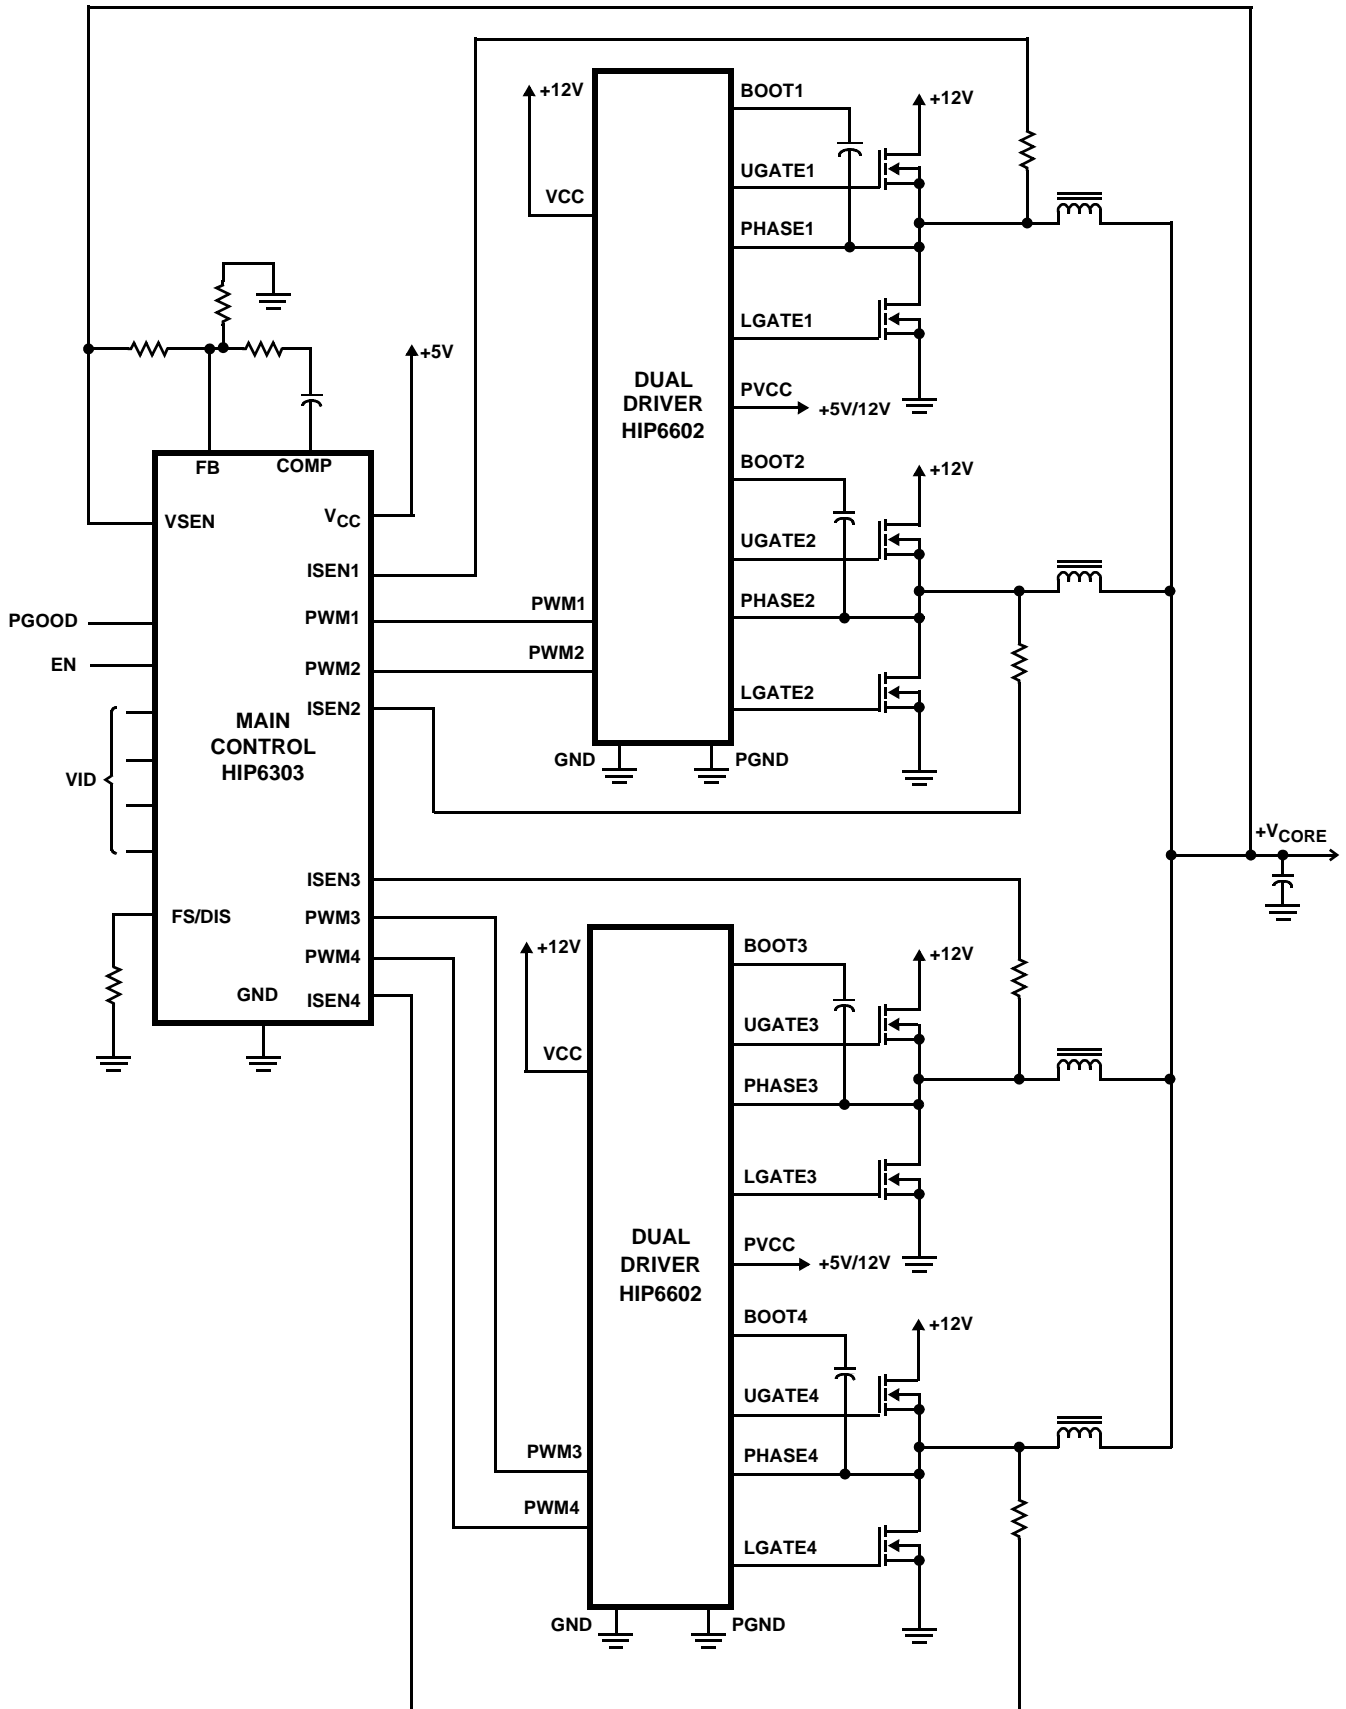 +12V
BOOT1
+12V
UGATE1
VCC
PHASE1
LGATE1
+5V
DUAL
DRIVER
HIP6602
PVCC
+5V/12V
FB
COMP
BOOT2
+12V
VSEN
VCC
UGATE2
ISEN1
PWM1
PHASE2
PGOOD
PWM1
EN
PWM2
PWM2
ISEN2
LGATE2
MAIN
CONTROL
HIP6303
VID
GND
PGND
+VCORE
ISEN3
FS/DIS
PWM3
PWM4
+12V
BOOT3
+12V
GND
ISEN4
UGATE3
VCC
PHASE3
LGATE3
DUAL
DRIVER
HIP6602
PVCC
+5V/12V
BOOT4
+12V
UGATE4
PWM3
PHASE4
PWM4
LGATE4
GND
PGND